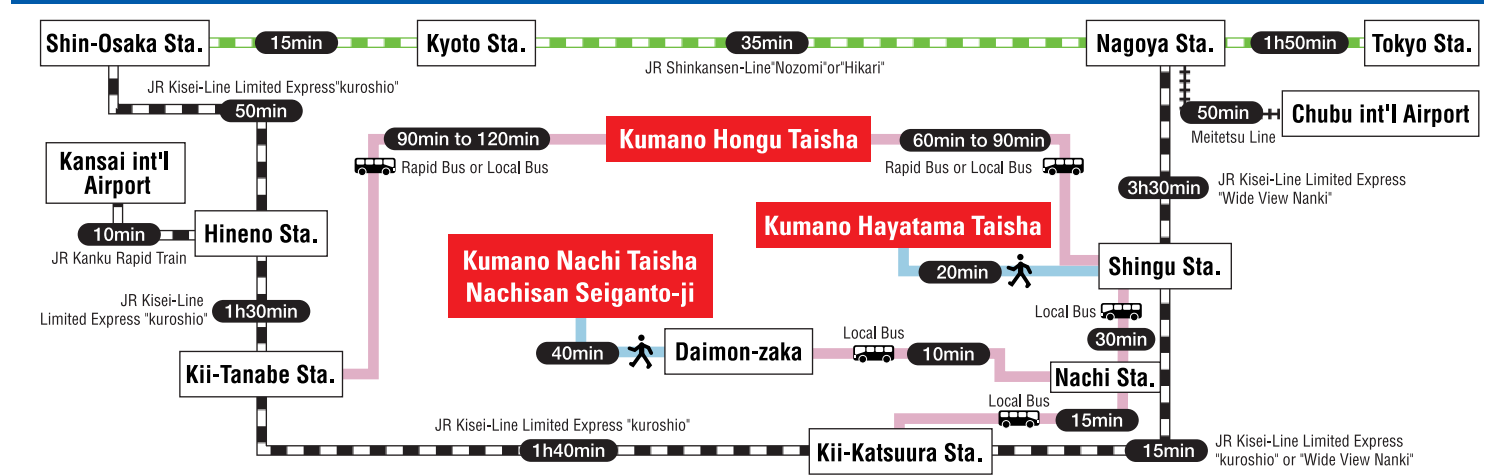 Shin-Osaka Sta.
15min
Kyoto Sta.
35min
Nagoya Sta.
1h50min
Tokyo Sta.
JR Shinkansen-Line"Nozomi"or"Hikari"
JR Kisei-Line Limited Express"kuroshio"
50min
50min
Chubu int'l Airport
Meitetsu Line
90min to 120min
Kumano Hongu Taisha
60min to 90min
Rapid Bus or Local Bus
Rapid Bus or Local Bus
Kansai int'l
Airport
3h30min
JR Kisei-Line Limited Express
"Wide View Nanki"
10min
Hineno Sta.
JR Kanku Rapid Train
Kumano Hayatama Taisha
Kumano Nachi Taisha
Nachisan Seiganto-ji
20min
Shingu Sta.
JR Kisei-Line
Limited Express "kuroshio"
1h30min
Local Bus
30min
40min
Daimon-zaka
Local Bus
10min
Kii-Tanabe Sta.
Nachi Sta.
Local Bus
15min
JR Kisei-Line Limited Express "kuroshio"
1h40min
Kii-Katsuura Sta.
15min
JR Kisei-Line Limited Express
"kuroshio" or "Wide View Nanki"